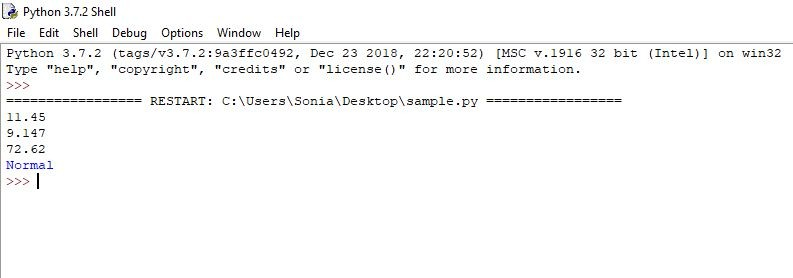 Python 3.7.2 Shell
File Edit Shell Debug Options Window Help
Python 3.7.2 (tags/v3.7.2:9a3ffc0492, Dec 23 2018, 22:20:52) [MSC v.1916 32 bit (Intel)] on win32
Type "help", "copyright", "credits" or "license()" for more information.
>>>
================= RESTART: C:\Users\Sonia\Desktop\sample.py =================
11.45
9.147
72.62
Normal
>>>